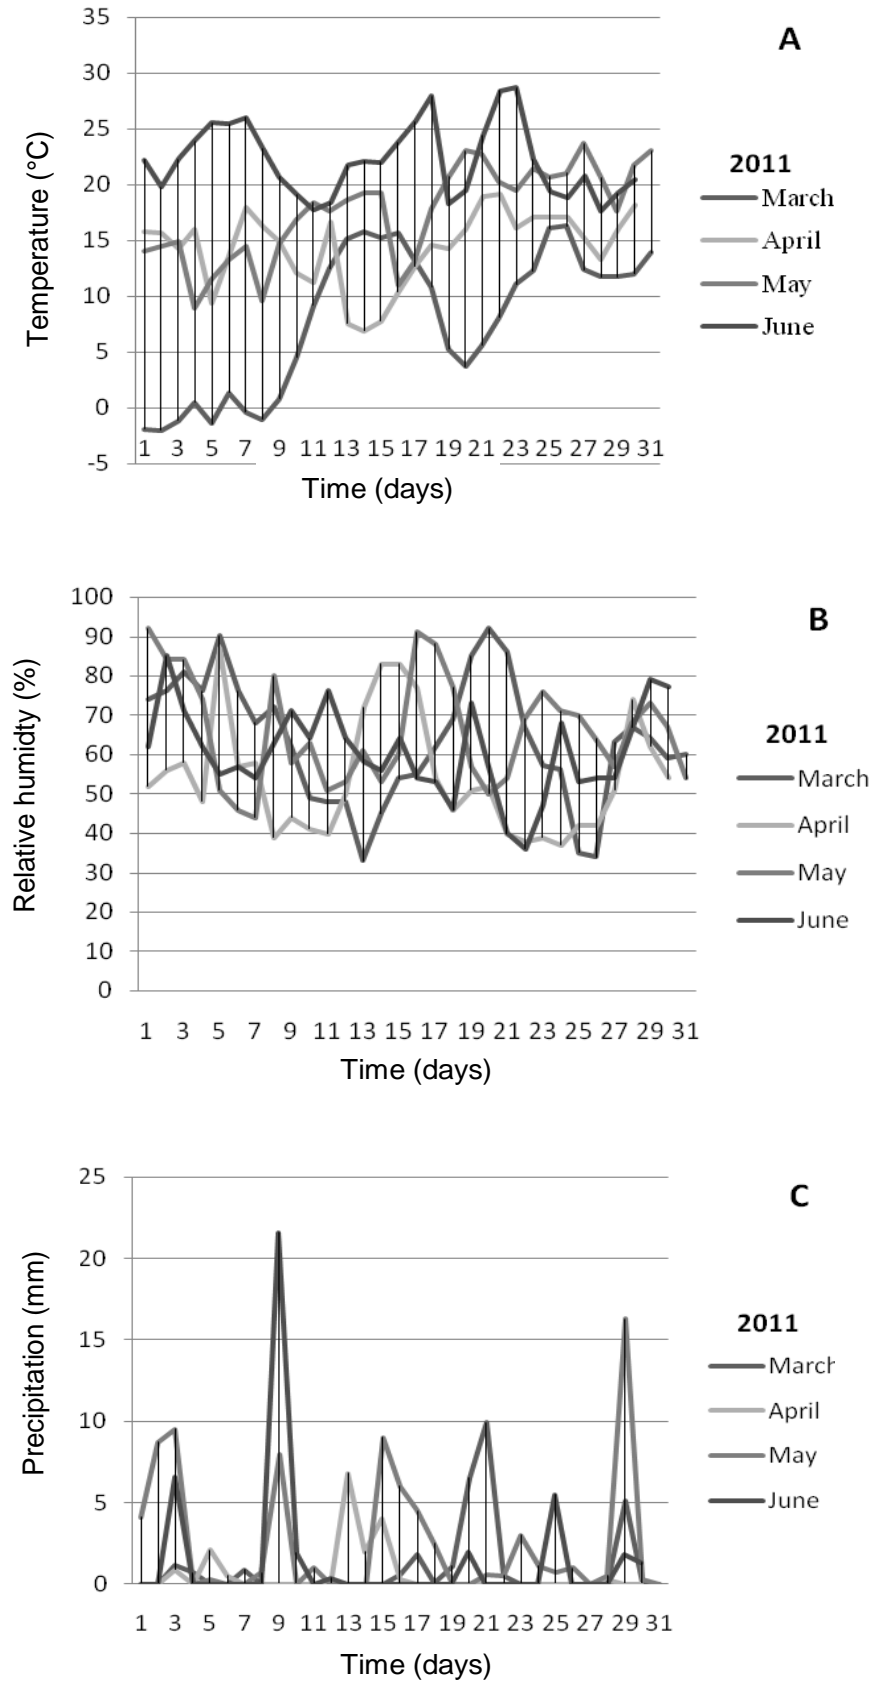 35
30
25
20
15
10
5
0
-5
Temperature (°C)
1 3 5 7 9 11 13 15 17 19 21 23 25 27 29 31
Time (days)
A
2011
March
April
May
June
100
90
80
70
60
50
40
30
20
10
0
Relative humidty (%)
1 3 5 7 9 11 13 15 17 19 21 23 25 27 29 31
Time (days)
B
2011
March
April
May
June
25
20
15
10
5
0
Precipitation (mm)
1 3 5 7 9 11 13 15 17 19 21 23 25 27 29 31
Time (days)
C
2011
March
April
May
June